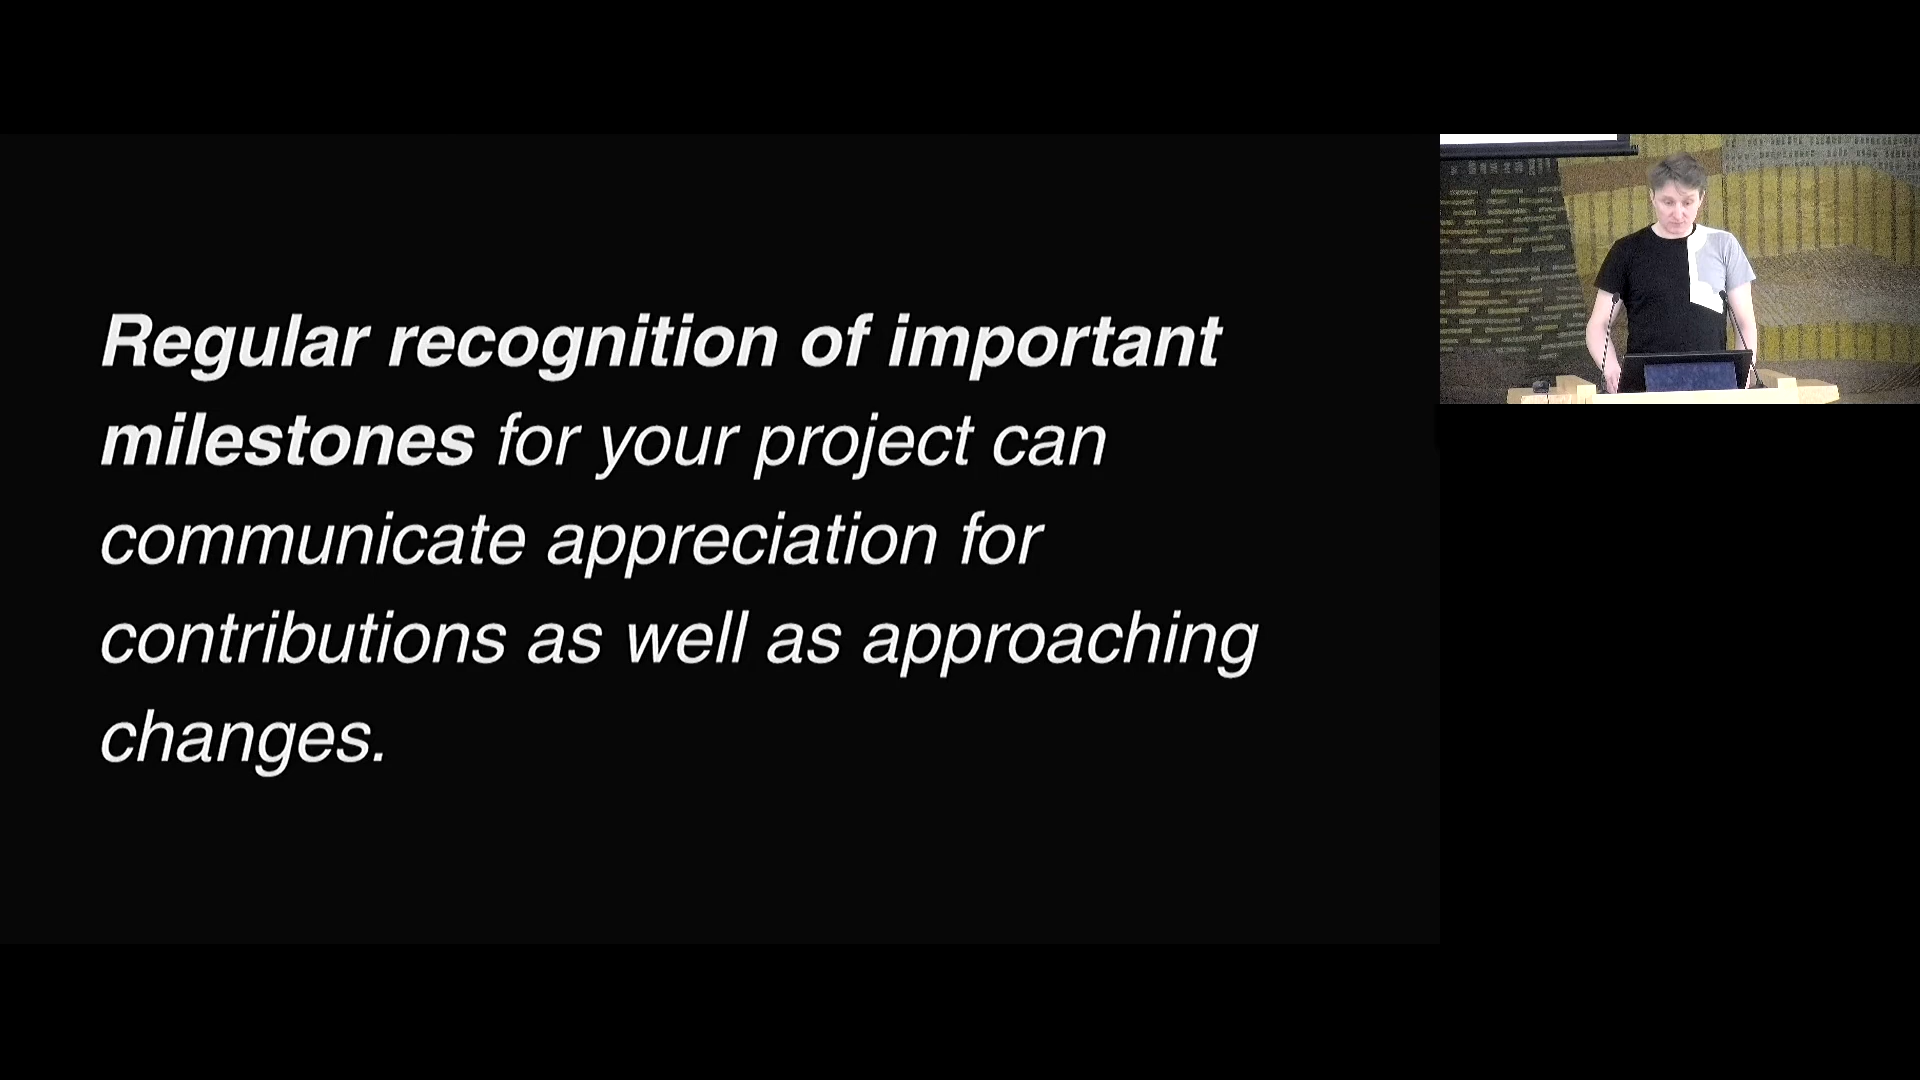 Regular recognition of important
milestones for your project can
communicate appreciation for
contributions as well as approaching
changes.